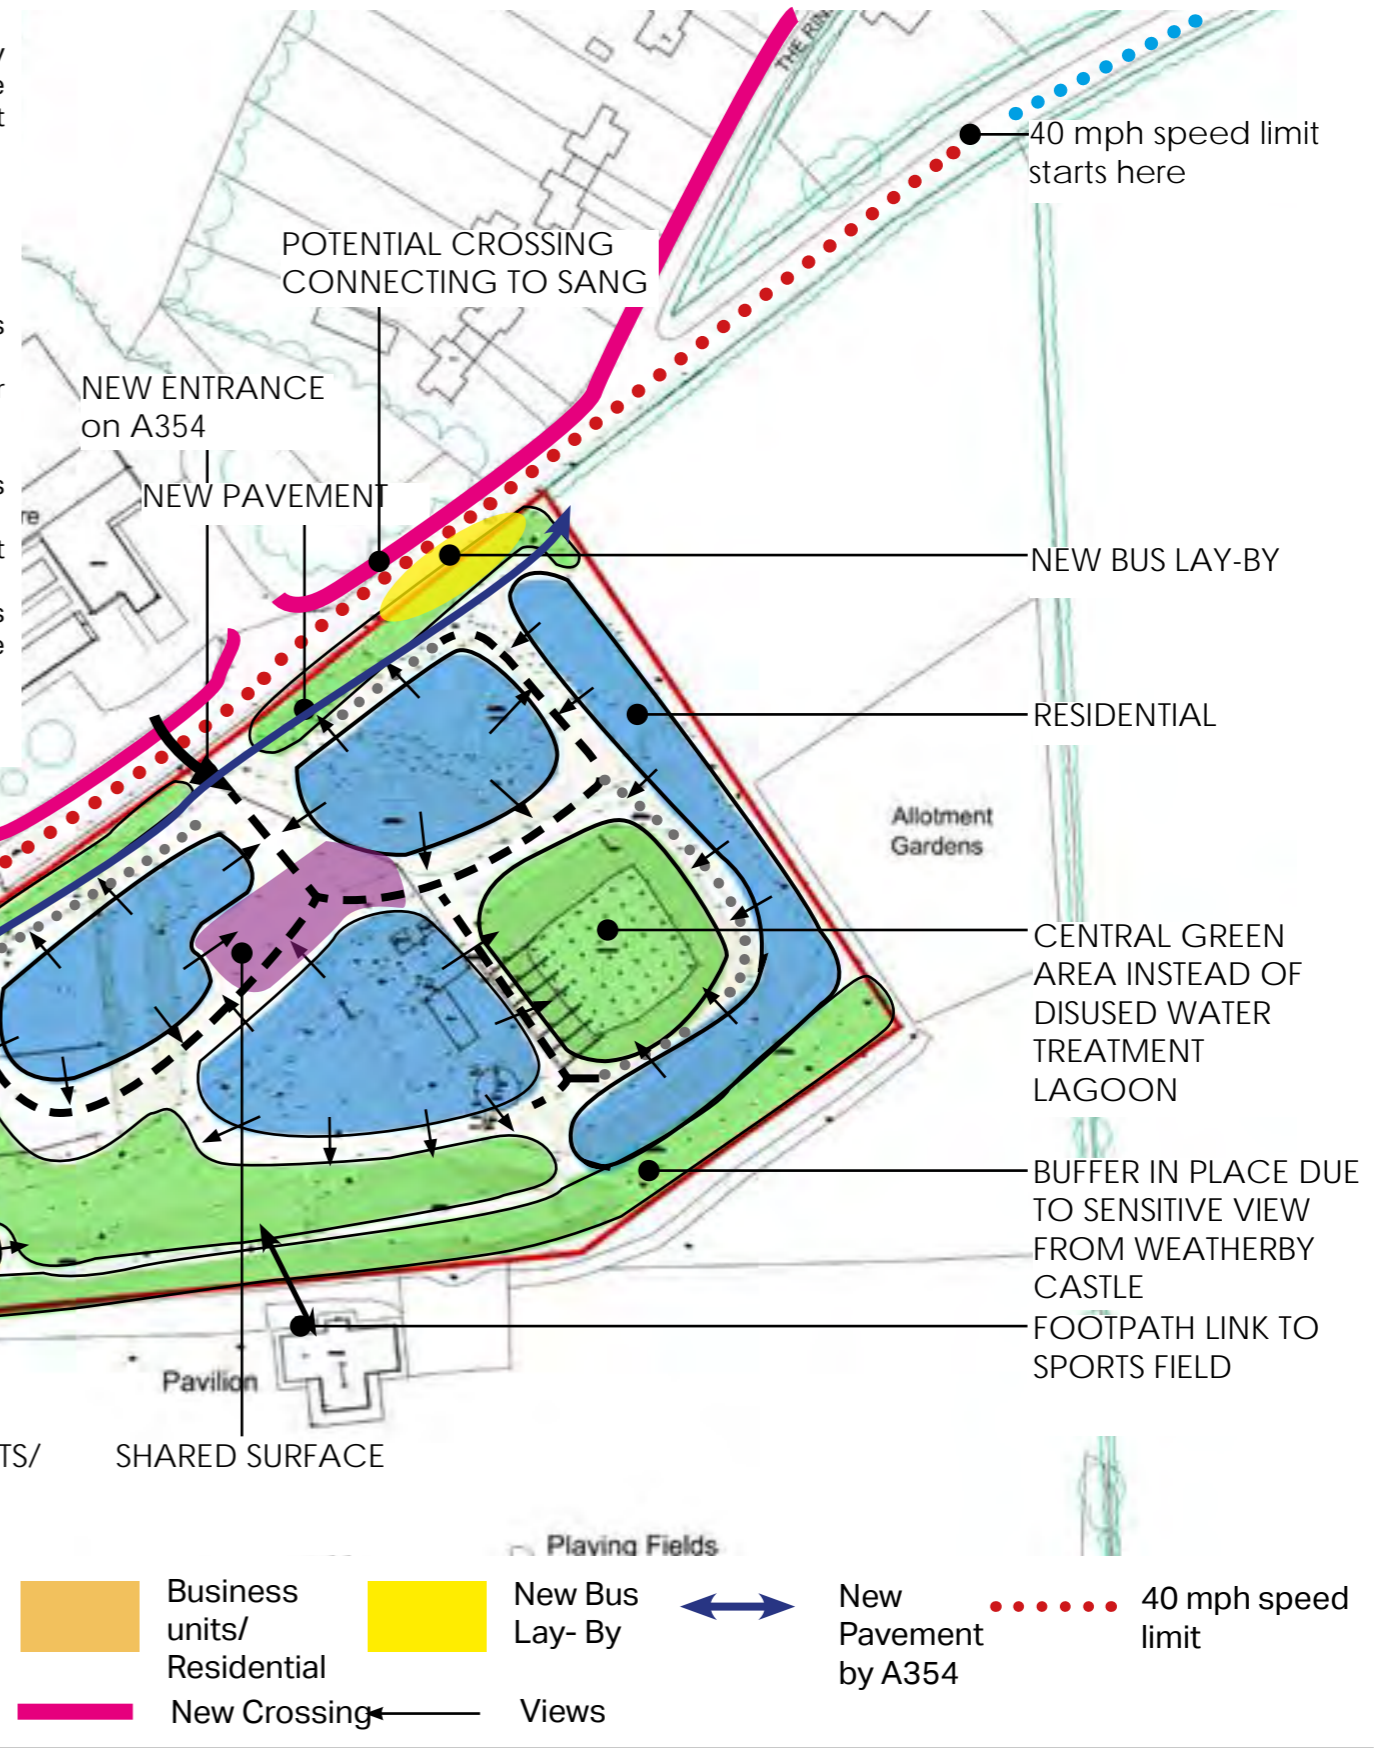 THE RIN
40 mph speed limit
starts here
POTENTIAL CROSSING
CONNECTING TO SANG
NEW ENTRANCE
on A354
NEW PAVEMENT
re
NEW BUS LAY-BY
RESIDENTIAL
Allotment
Gardens
CENTRAL GREEN
AREA INSTEAD OF
DISUSED WATER
TREATMENT
LAGOON
BUFFER IN PLACE DUE
TO SENSITIVE VIEW
FROM WEATHERBY
CASTLE
FOOTPATH LINK TO
SPORTS FIELD
Pavilion
TS/
SHARED SURFACE
Playing Fields
Business
units/
Residential
New Bus
Lay- By
New
Pavement
by A354
40 mph speed
limit
New Crossing
Views